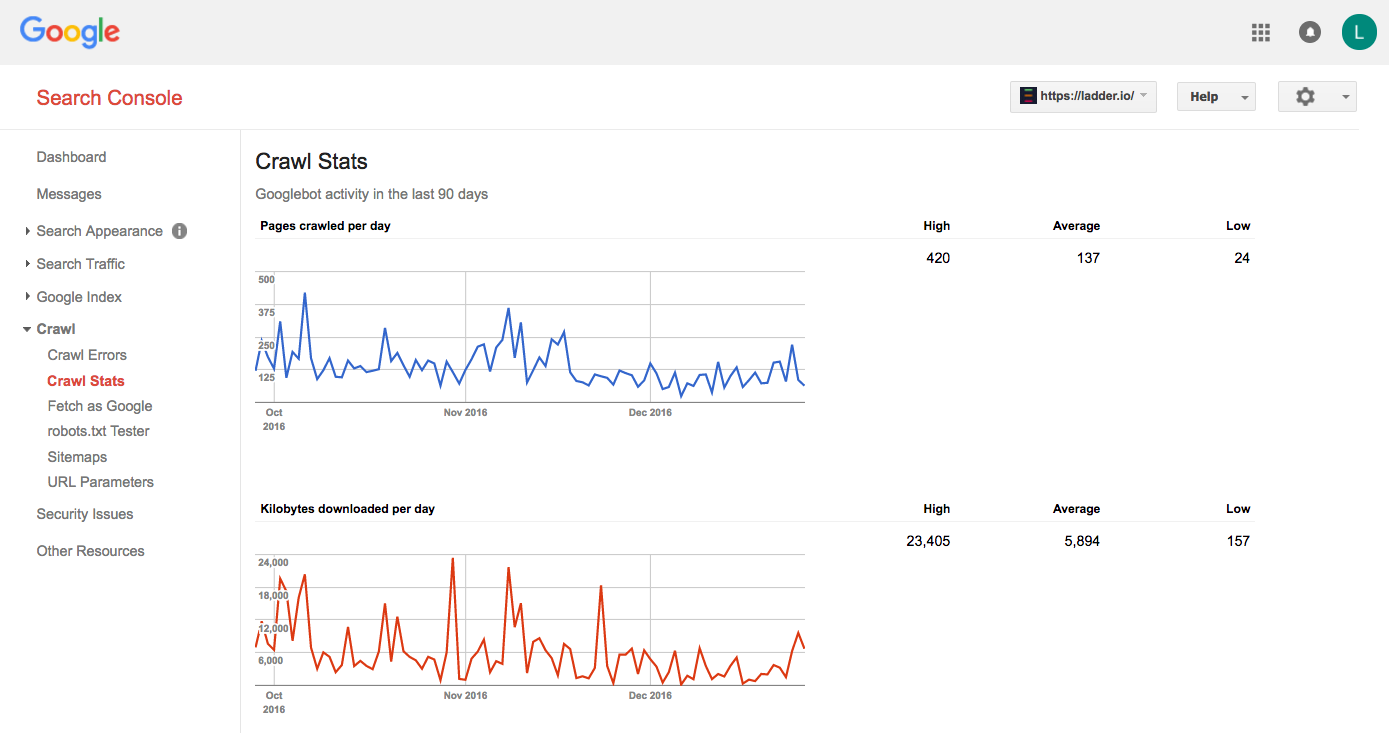 Google
L
Search Console
https://ladder.io/
Help
Dashboard
Messages
Search Appearance i
Search Traffic
Google Index
Crawl
Crawl Errors
Crawl Stats
Fetch as Google
robots.txt Tester
Sitemaps
URL Parameters
Security Issues
Other Resources
Crawl Stats
Googlebot activity in the last 90 days
Pages crawled per day High Average Low
420 137 24
500
375
250
125
Oct Nov 2016 Dec 2016
2016
Kilobytes downloaded per day High Average Low
23,405 5,894 157
24,000
18,000
12,000
6,000
Oct Nov 2016 Dec 2016
2016